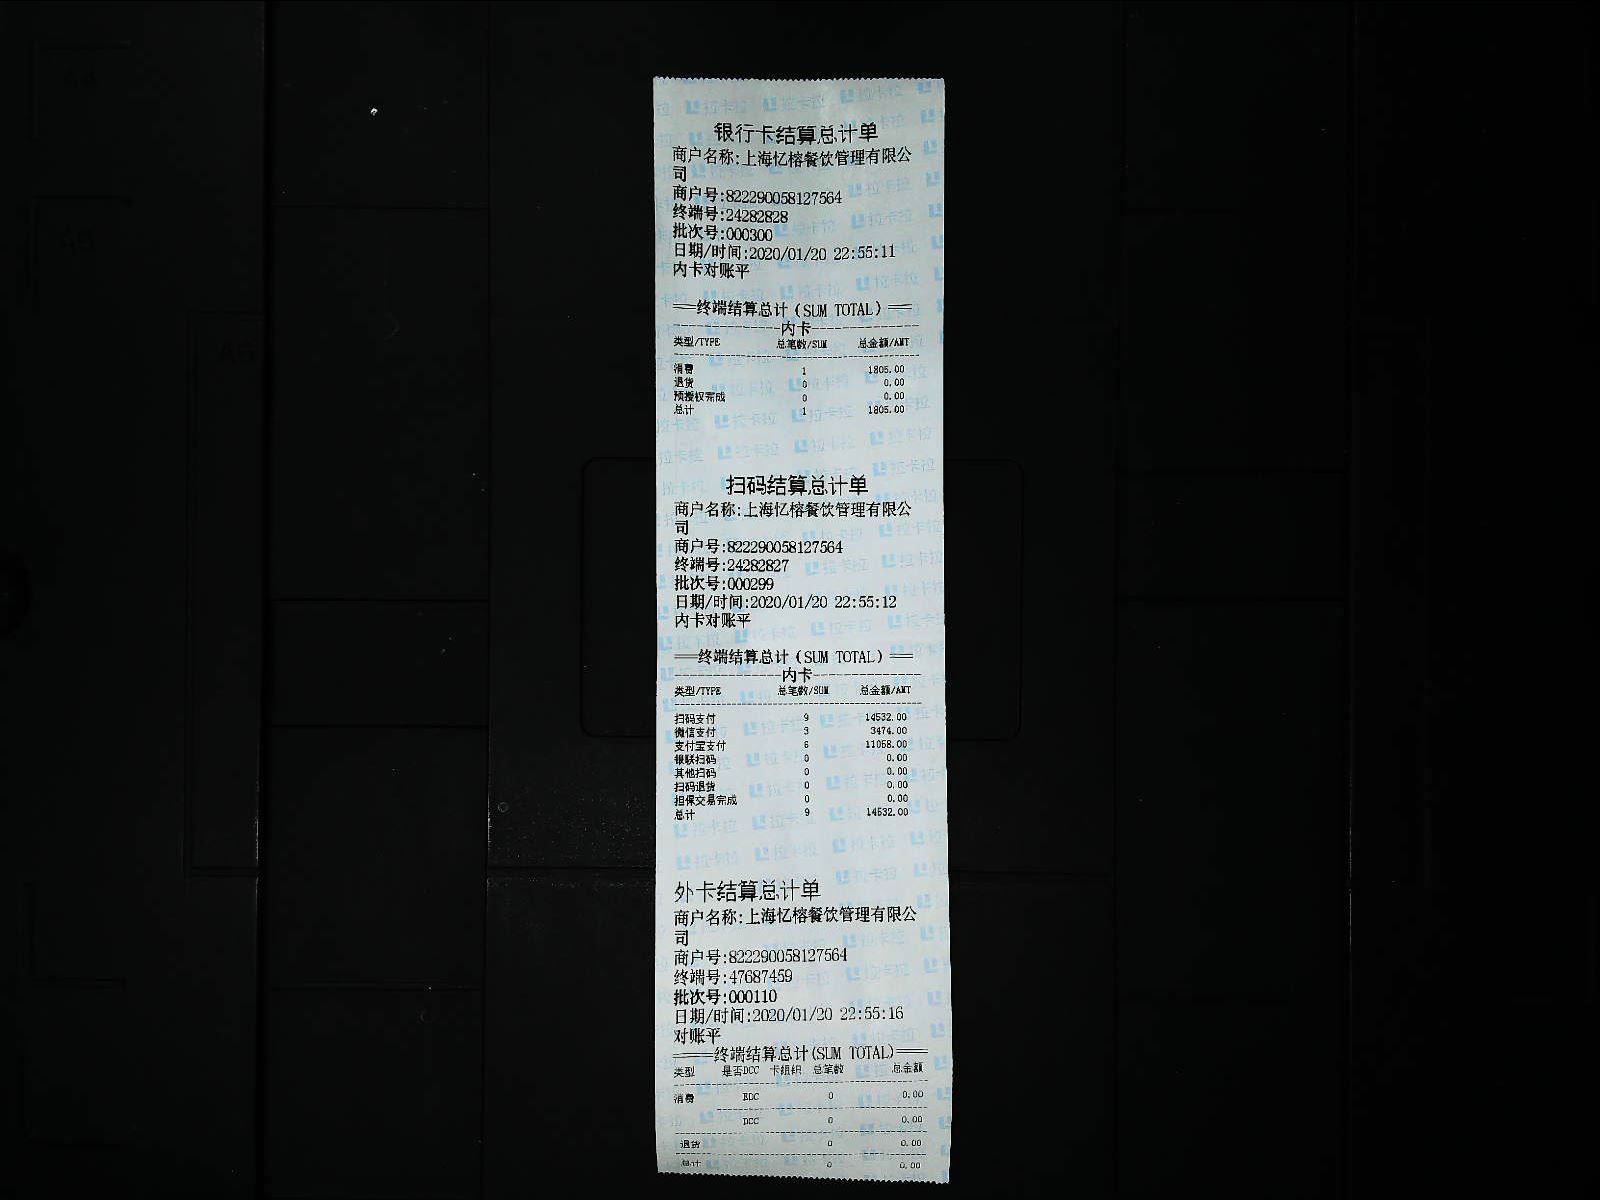 银行卡结算总计单
商户名称:上海忆榕餐饮管理有限公
司
商户号:822290058127564
终端号:24282828
批次号:000300
日期/时间:2020/01/20 22:55:11
内卡对账平
==终端结算总计(SUM TOTAL)==
内卡
类型/TYPE 总笔数/SUM 总金额/AMT
消费 1 1805.00
退货 0 0.00
预授权完成 0 0.00
总计 1 1805.00
扫码结算总计单
商户名称:上海忆榕餐饮管理有限公
司
商户号:822290058127564
终端号:24282827
批次号:000299
日期/时间:2020/01/20 22:55:12
内卡对账平
==终端结算总计(SUM TOTAL)==
内卡
类型/TYPE 总笔数/SUM 总金额/AMT
扫码支付 9 14532.00
微信支付 3 3474.00
支付宝支付 6 11058.00
银联扫码 0 0.00
其他扫码 0 0.00
扫码退货 0 0.00
担保交易完成 0 0.00
总计 9 14532.00
外卡结算总计单
商户名称:上海忆榕餐饮管理有限公
司
商户号:822290058127564
终端号:47687459
批次号:000110
日期/时间:2020/01/20 22:55:16
对账平
===终端结算总计(SUM TOTAL)===
类型 是否DCC 卡组织 总笔数 总金额
消费 EDC 0 0.00
DCC 0 0.00
退货 0 0.00
总计 0 0.00